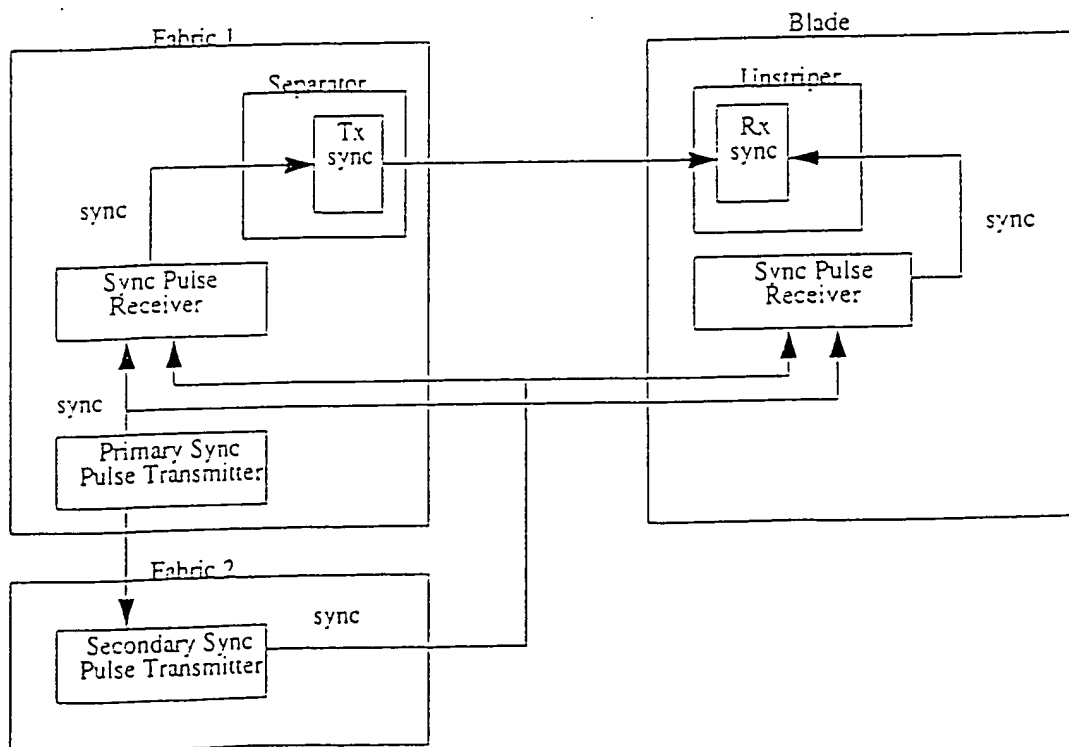 Fabric 1
Blade
Separator
Unstriper
Tx
sync
Rx
sync
sync
sync
Sync Pulse
Receiver
Sync Pulse
Receiver
sync
Primary Sync
Pulse Transmitter
Fabric 2
sync
Secondary Sync
Pulse Transmitter